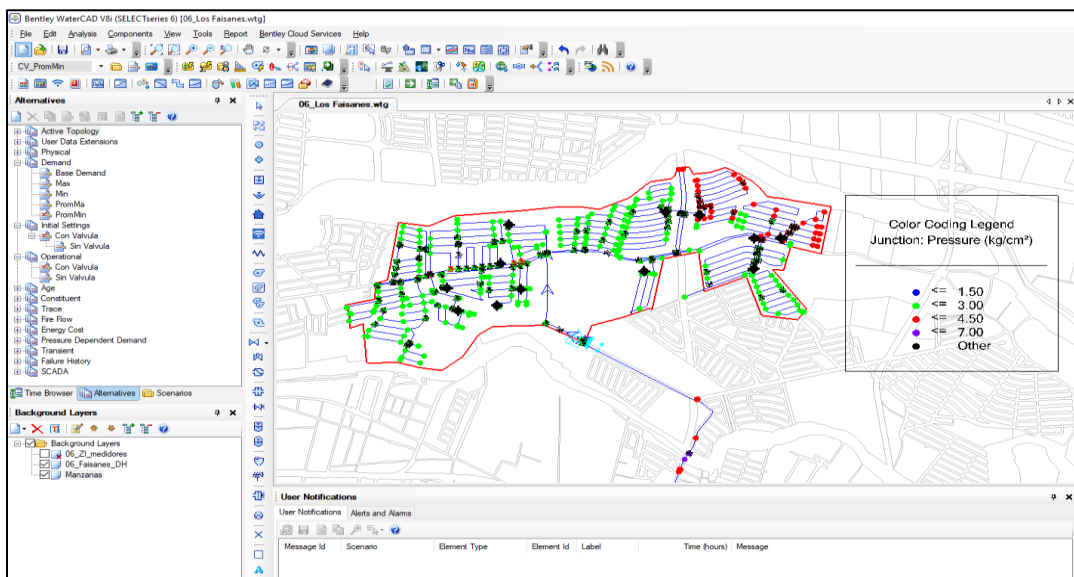 Bentley WaterCAD V8i (SELECTseries 6) [06_Los Faisanes.wtg]
File Edit Analysis Components View Tools Report Bentley Cloud Services Help
CV_PromMin
Alternatives
Active Topology
User Data Extensions
Physical
Demand
Base Demand
Max
Min
PromMa
PromMin
Initial Settings
Con Valvula
Sin Valvula
Operational
Con Valvula
Sin Valvula
Age
Constituent
Trace
Fire Flow
Energy Cost
Pressure Dependent Demand
Transient
Failure History
SCADA
Time Browser Alternatives Scenarios
Background Layers
Background Layers
06_ZI_medidores
06_Faisanes_DH
Manzanas
06_Los Faisanes.wtg
Color Coding Legend
Junction: Pressure (kg/cm²)
<= 1.50
<= 3.00
<= 4.50
<= 7.00
Other
User Notifications
User Notifications Alerts and Alarms
Message Id Scenario Element Type Element Id Label Time (hours) Message